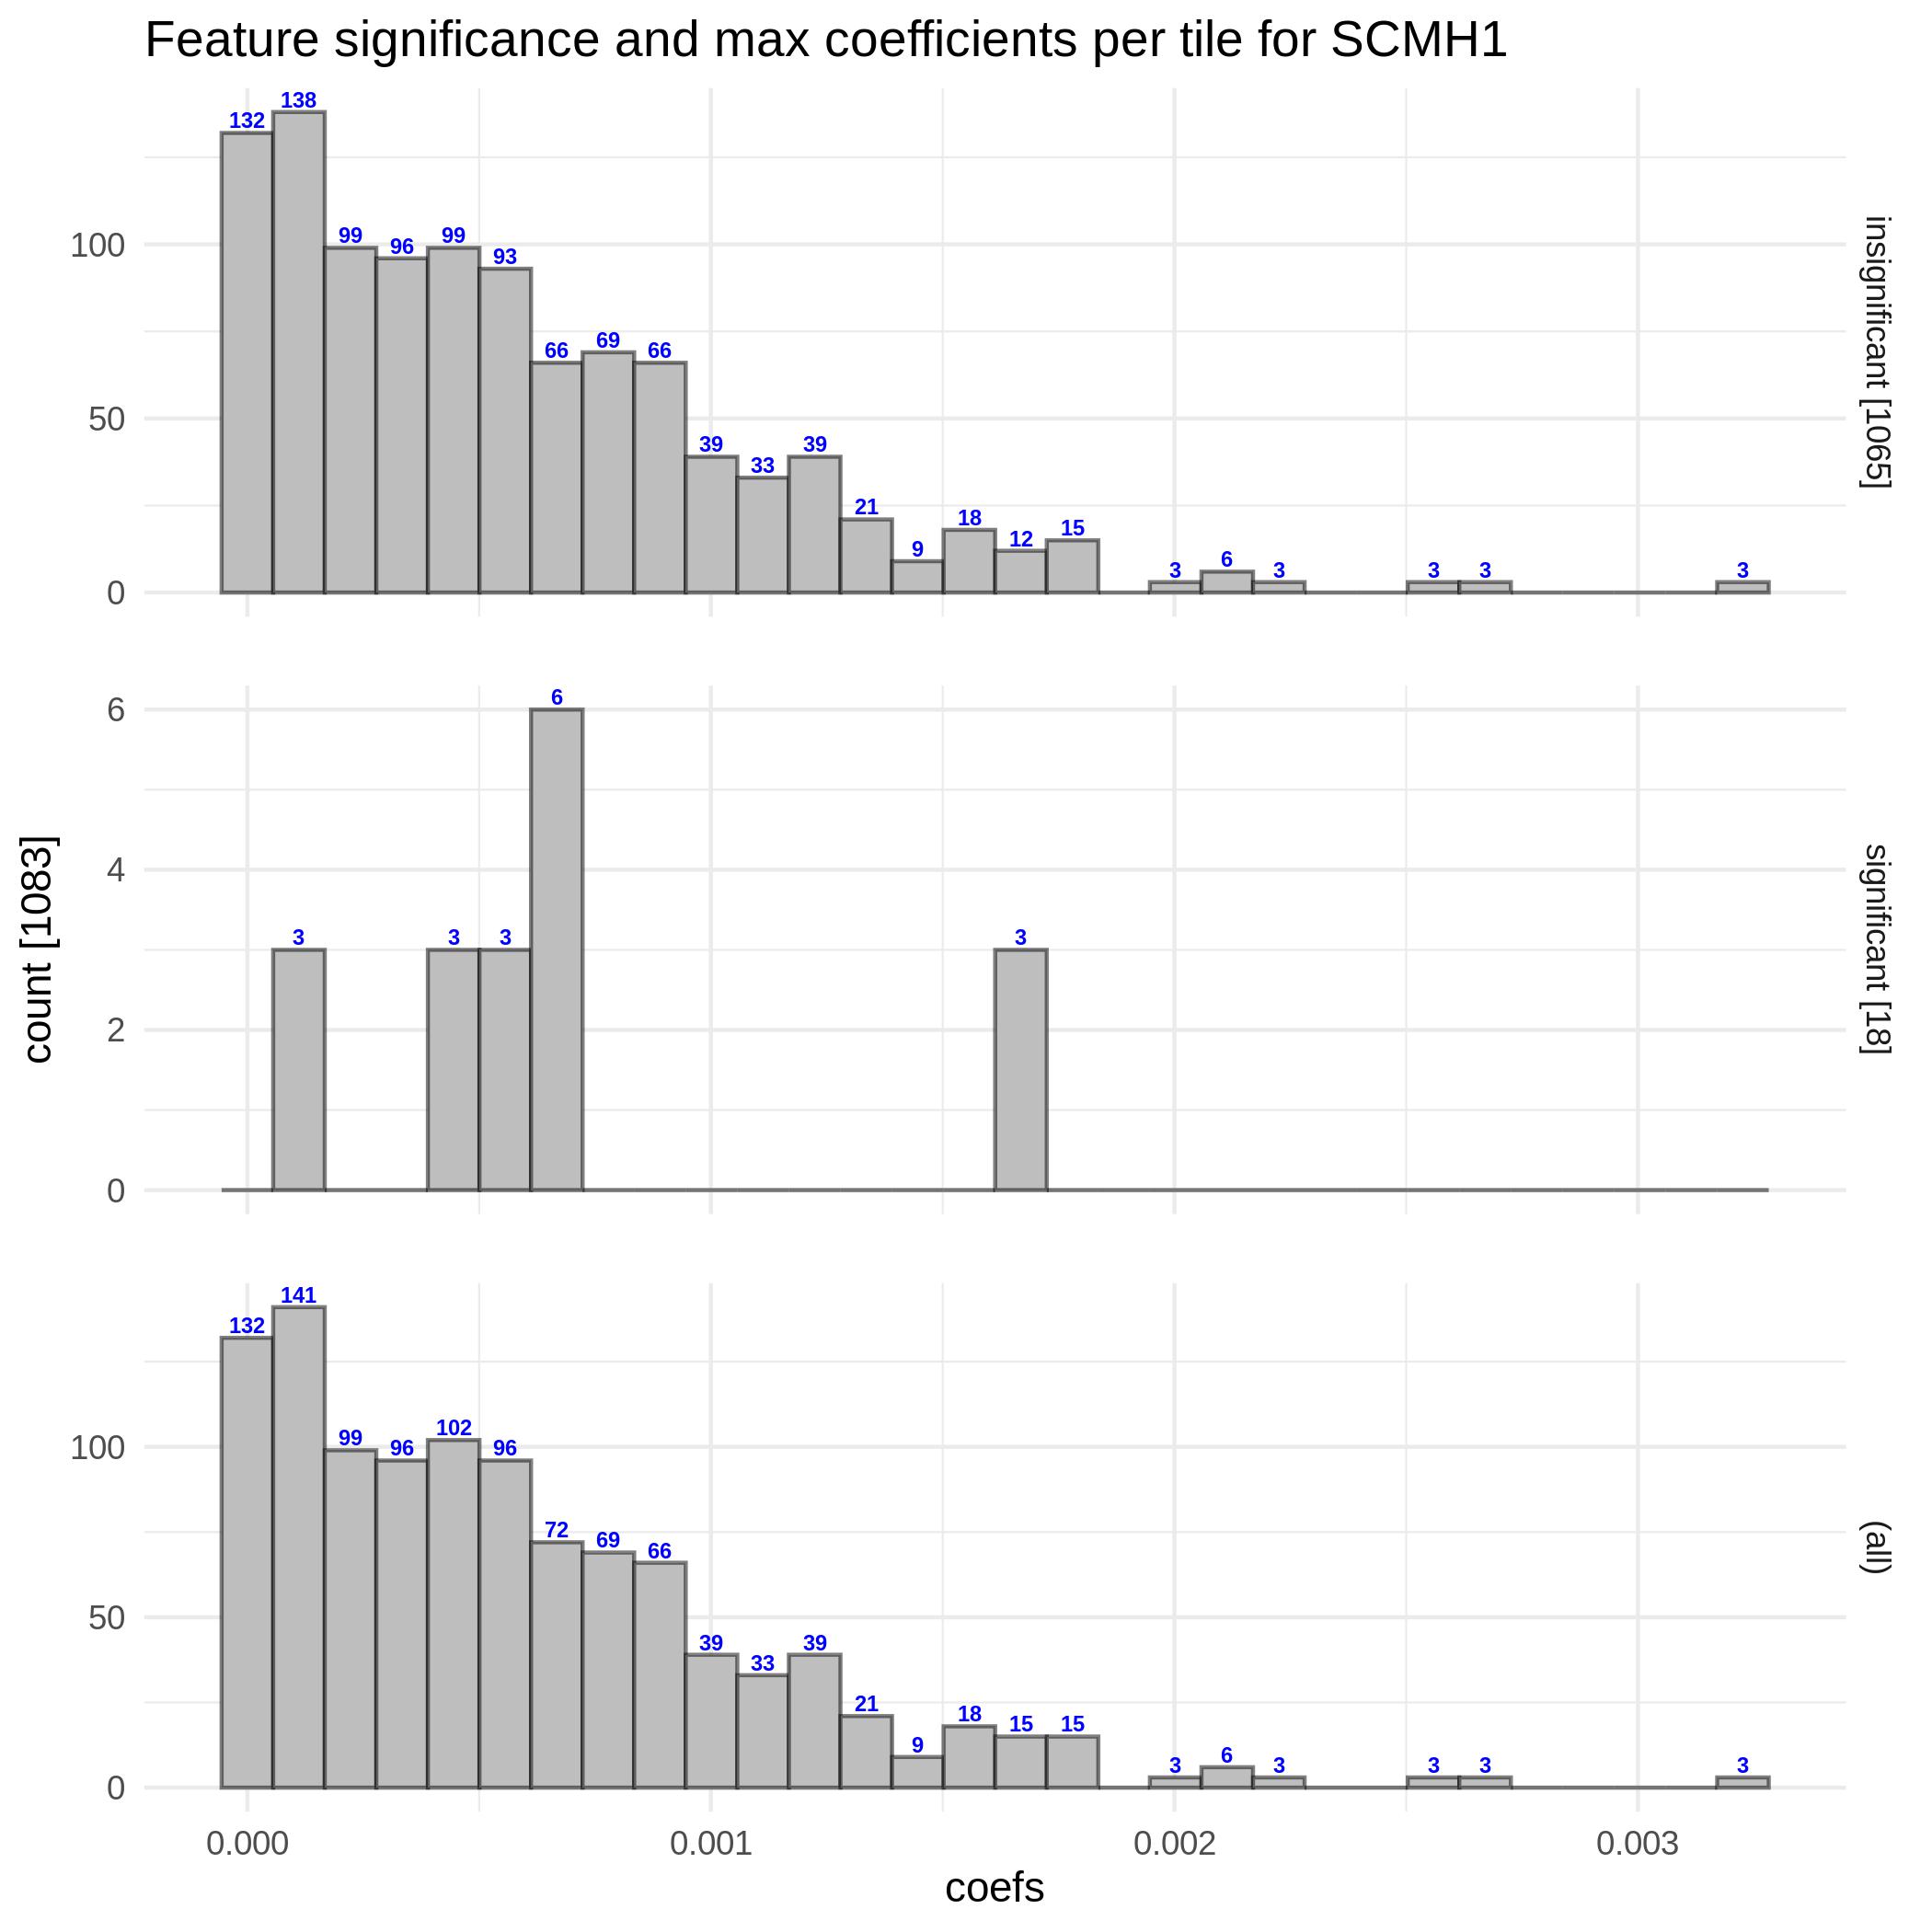 Feature significance and max coefficients per tile for SCMH1
132 138 99 96 99 93 66 69 66 39 33 39 21 9 18 12 15 3 6 3 3 3 3
100
50
0
insignificant [1065]
6
3 3 3 6 3
4
2
0
significant [18]
count [1083]
132 141 99 96 102 96 72 69 66 39 33 39 21 9 18 15 15 3 6 3 3 3 3
100
50
0
(all)
0.000 0.001 0.002 0.003
coefs